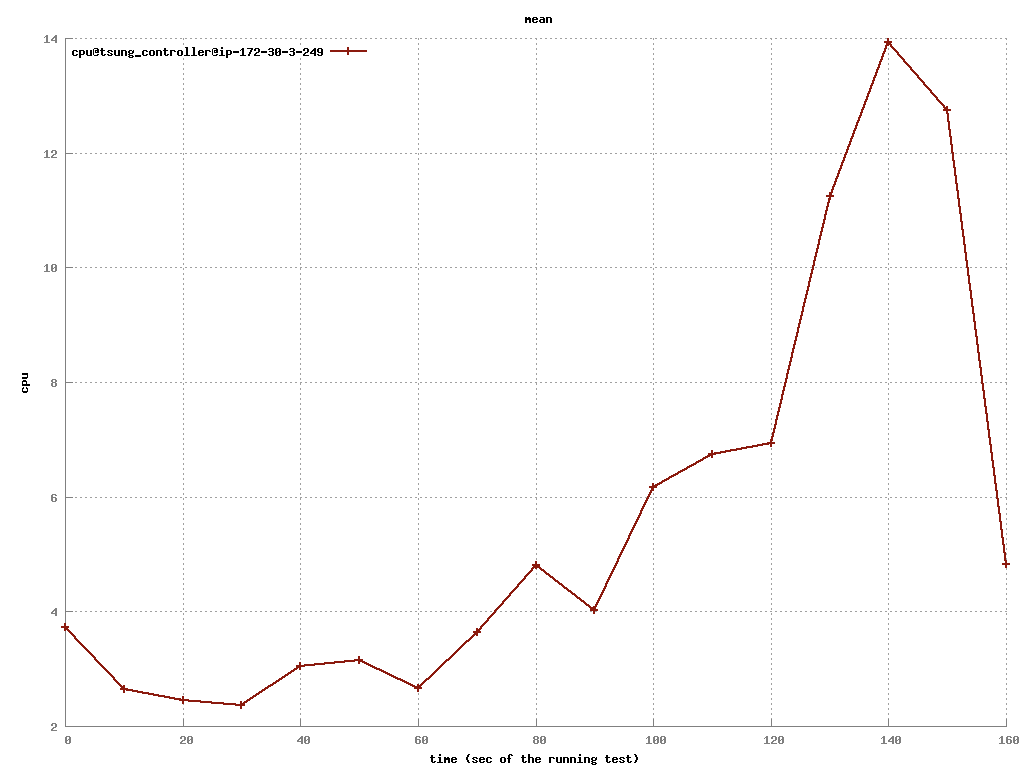 mean
cpu@tsung_controller@ip-172-30-3-249
14
12
10
8
6
4
2
cpu
0 20 40 60 80 100 120 140 160
time (sec of the running test)